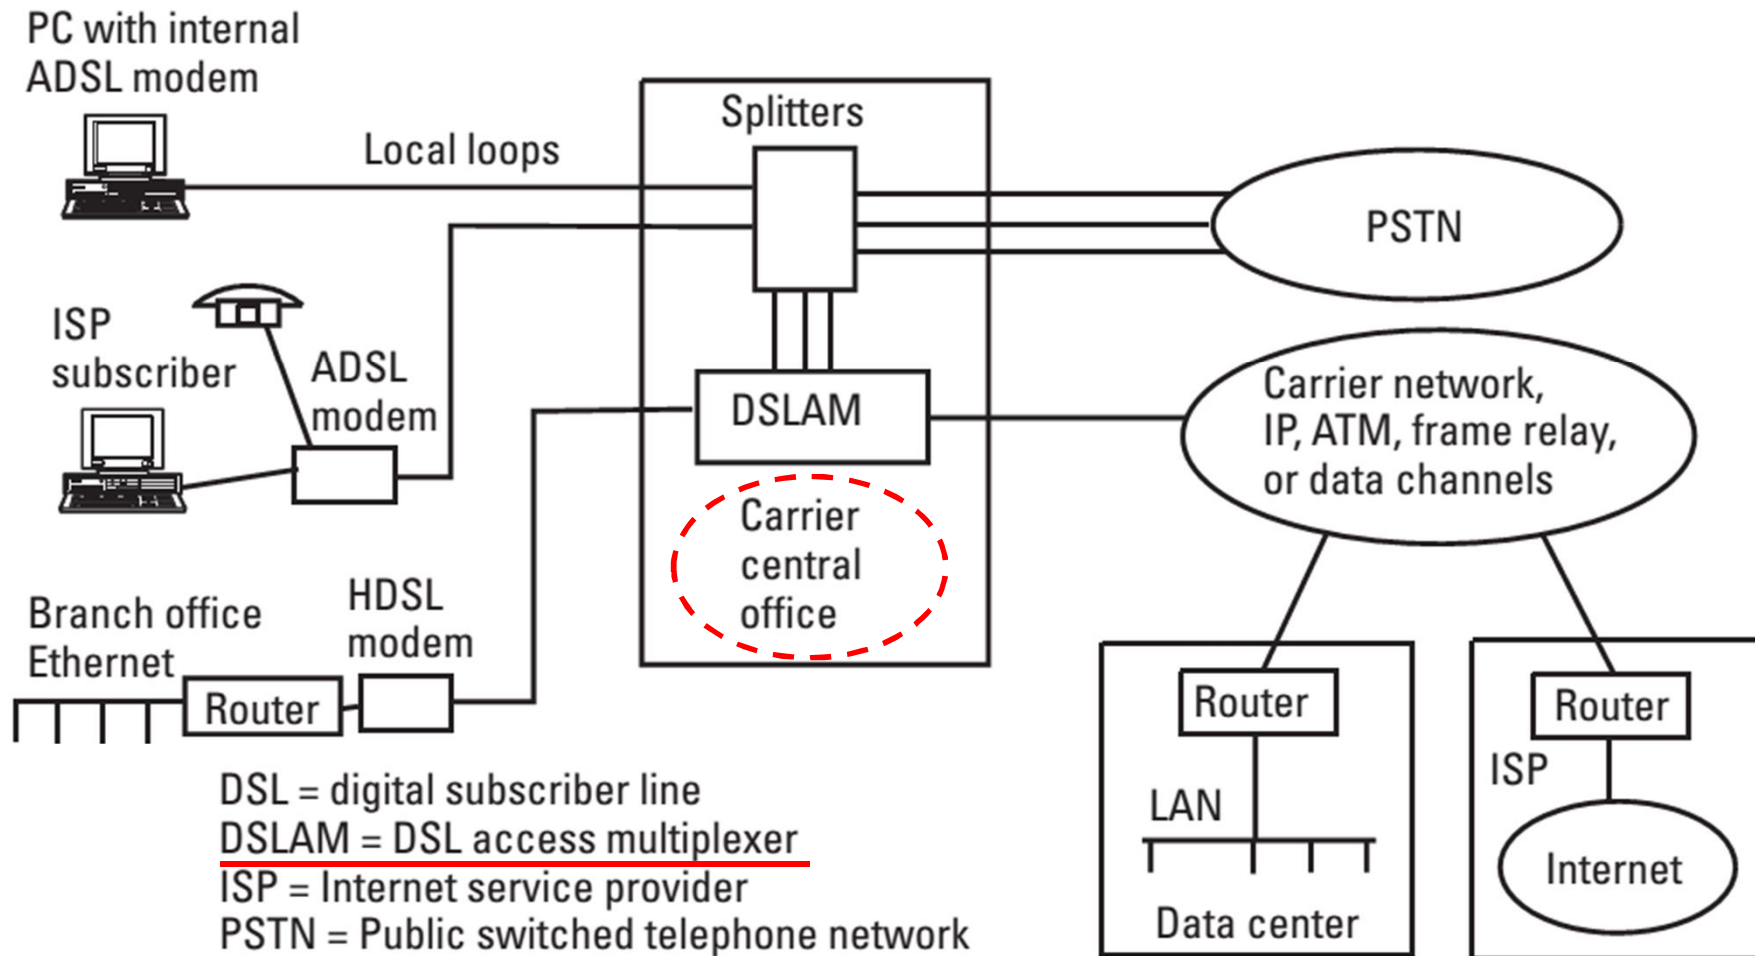 PC with internal
ADSL modem
Local loops
Splitters
PSTN
ISP
subscriber
ADSL
modem
DSLAM
Carrier network,
IP, ATM, frame relay,
or data channels
Carrier
central
office
Branch office
Ethernet
HDSL
modem
Router
Router
LAN
Data center
Router
ISP
Internet
DSL = digital subscriber line
DSLAM = DSL access multiplexer
ISP = Internet service provider
PSTN = Public switched telephone network